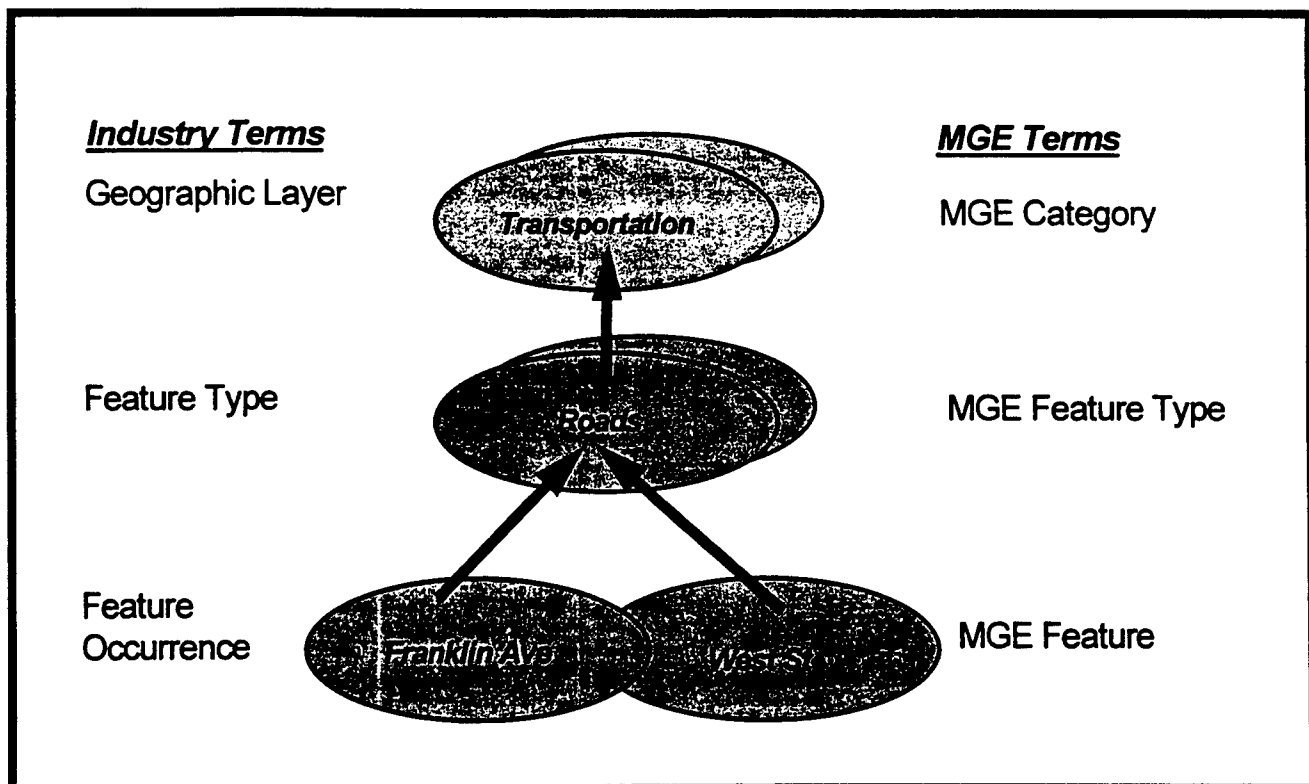 Industry Terms
MGE Terms
Geographic Layer
Transportation
MGE Category
Feature Type
Roads
MGE Feature Type
Feature
Occurrence
Franklin Ave
West
MGE Feature